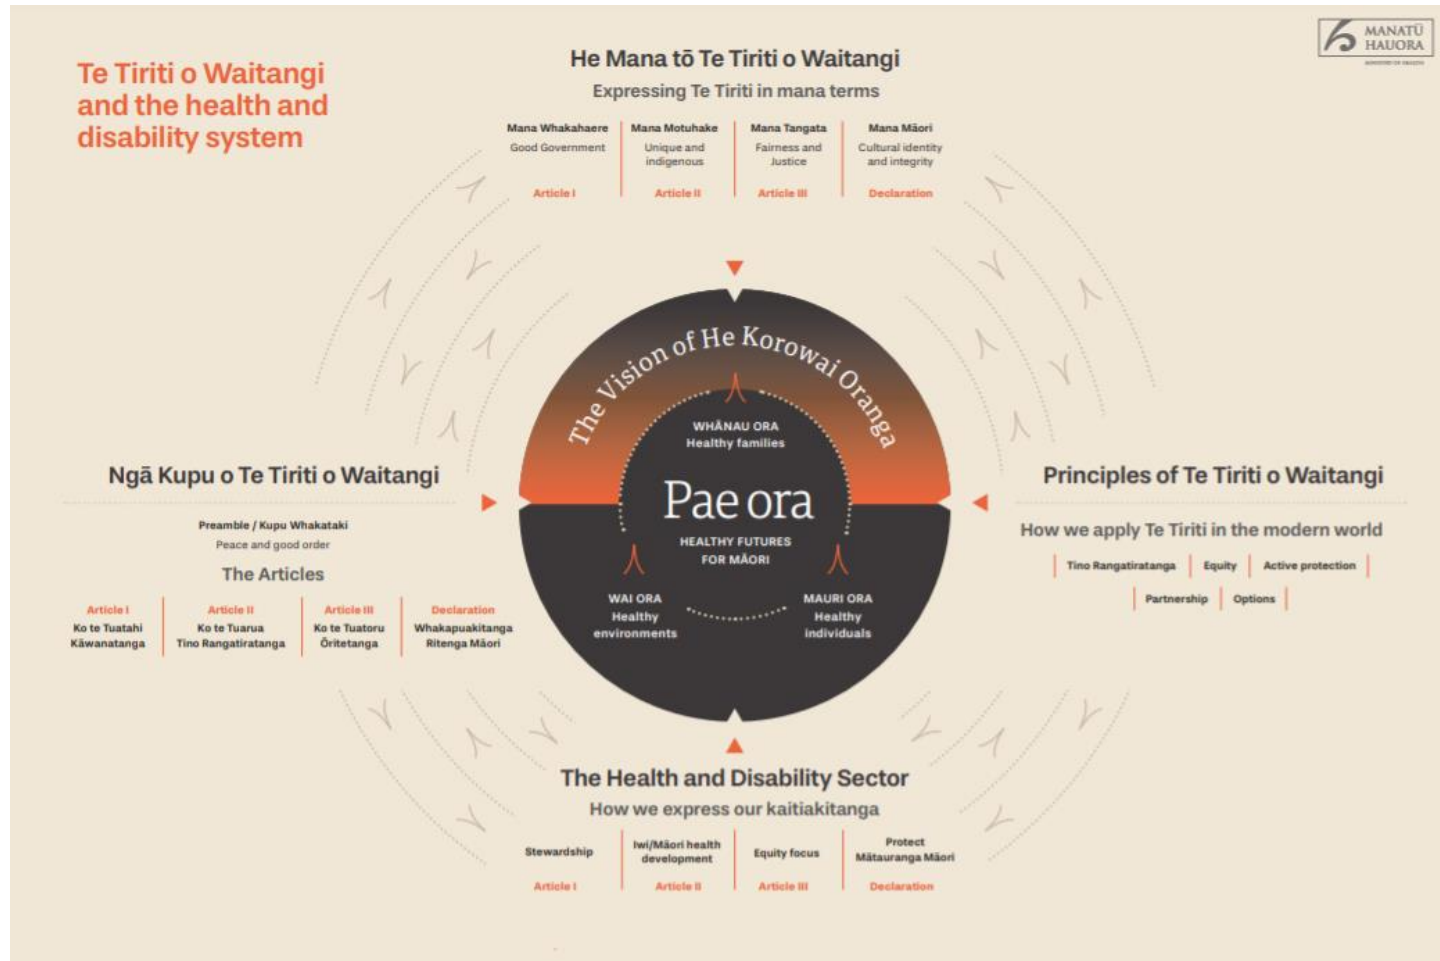 Te Tiriti o Waitangi
and the health and
disability system
MANATŪ
HAUORA
MINISTRY OF HEALTH
He Mana tō Te Tiriti o Waitangi
Expressing Te Tiriti in mana terms
Mana Whakahaere
Good Government
Article I
Mana Motuhake
Unique and
indigenous
Article II
Mana Tangata
Fairness and
Justice
Article III
Mana Māori
Cultural identity
and integrity
Declaration
The Vision of He Korowai Oranga
WHĀNAU ORA
Healthy families
Pae ora
HEALTHY FUTURES
FOR MĀORI
WAI ORA
Healthy
environments
MAURI ORA
Healthy
individuals
Ngā Kupu o Te Tiriti o Waitangi
Preamble / Kupu Whakataki
Peace and good order
The Articles
Article I
Ko te Tuatahi
Kāwanatanga
Article II
Ko te Tuarua
Tino Rangatiratanga
Article III
Ko te Tuatoru
Ōritetanga
Declaration
Whakapuakitanga
Ritenga Māori
Principles of Te Tiriti o Waitangi
How we apply Te Tiriti in the modern world
Tino Rangatiratanga
Equity
Active protection
Partnership
Options
The Health and Disability Sector
How we express our kaitiakitanga
Stewardship
Article I
Iwi/Māori health
development
Article II
Equity focus
Article III
Protect
Mātauranga Māori
Declaration